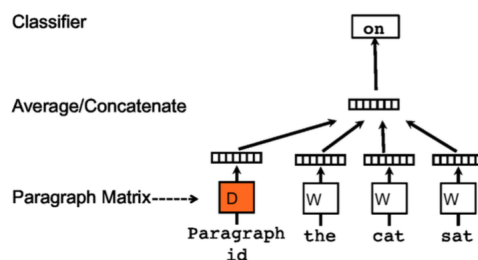 Classifier
on
Average/Concatenate
Paragraph Matrix
D
W
W
W
Paragraph
id
the
cat
sat